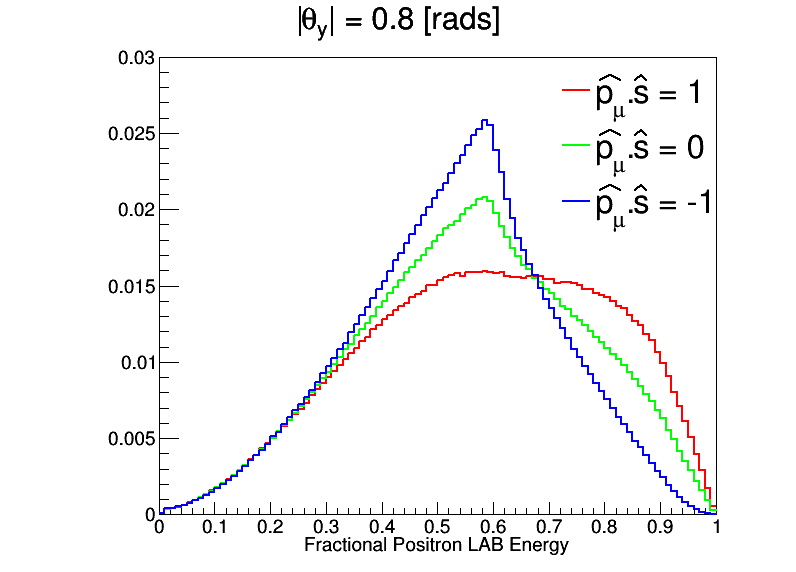 |θy| = 0.8 [rads]
0.03
0.025
0.02
0.015
0.01
0.005
0
p̂μ.ŝ = 1
p̂μ.ŝ = 0
p̂μ.ŝ = -1
0 0.1 0.2 0.3 0.4 0.5 0.6 0.7 0.8 0.9 1
Fractional Positron LAB Energy